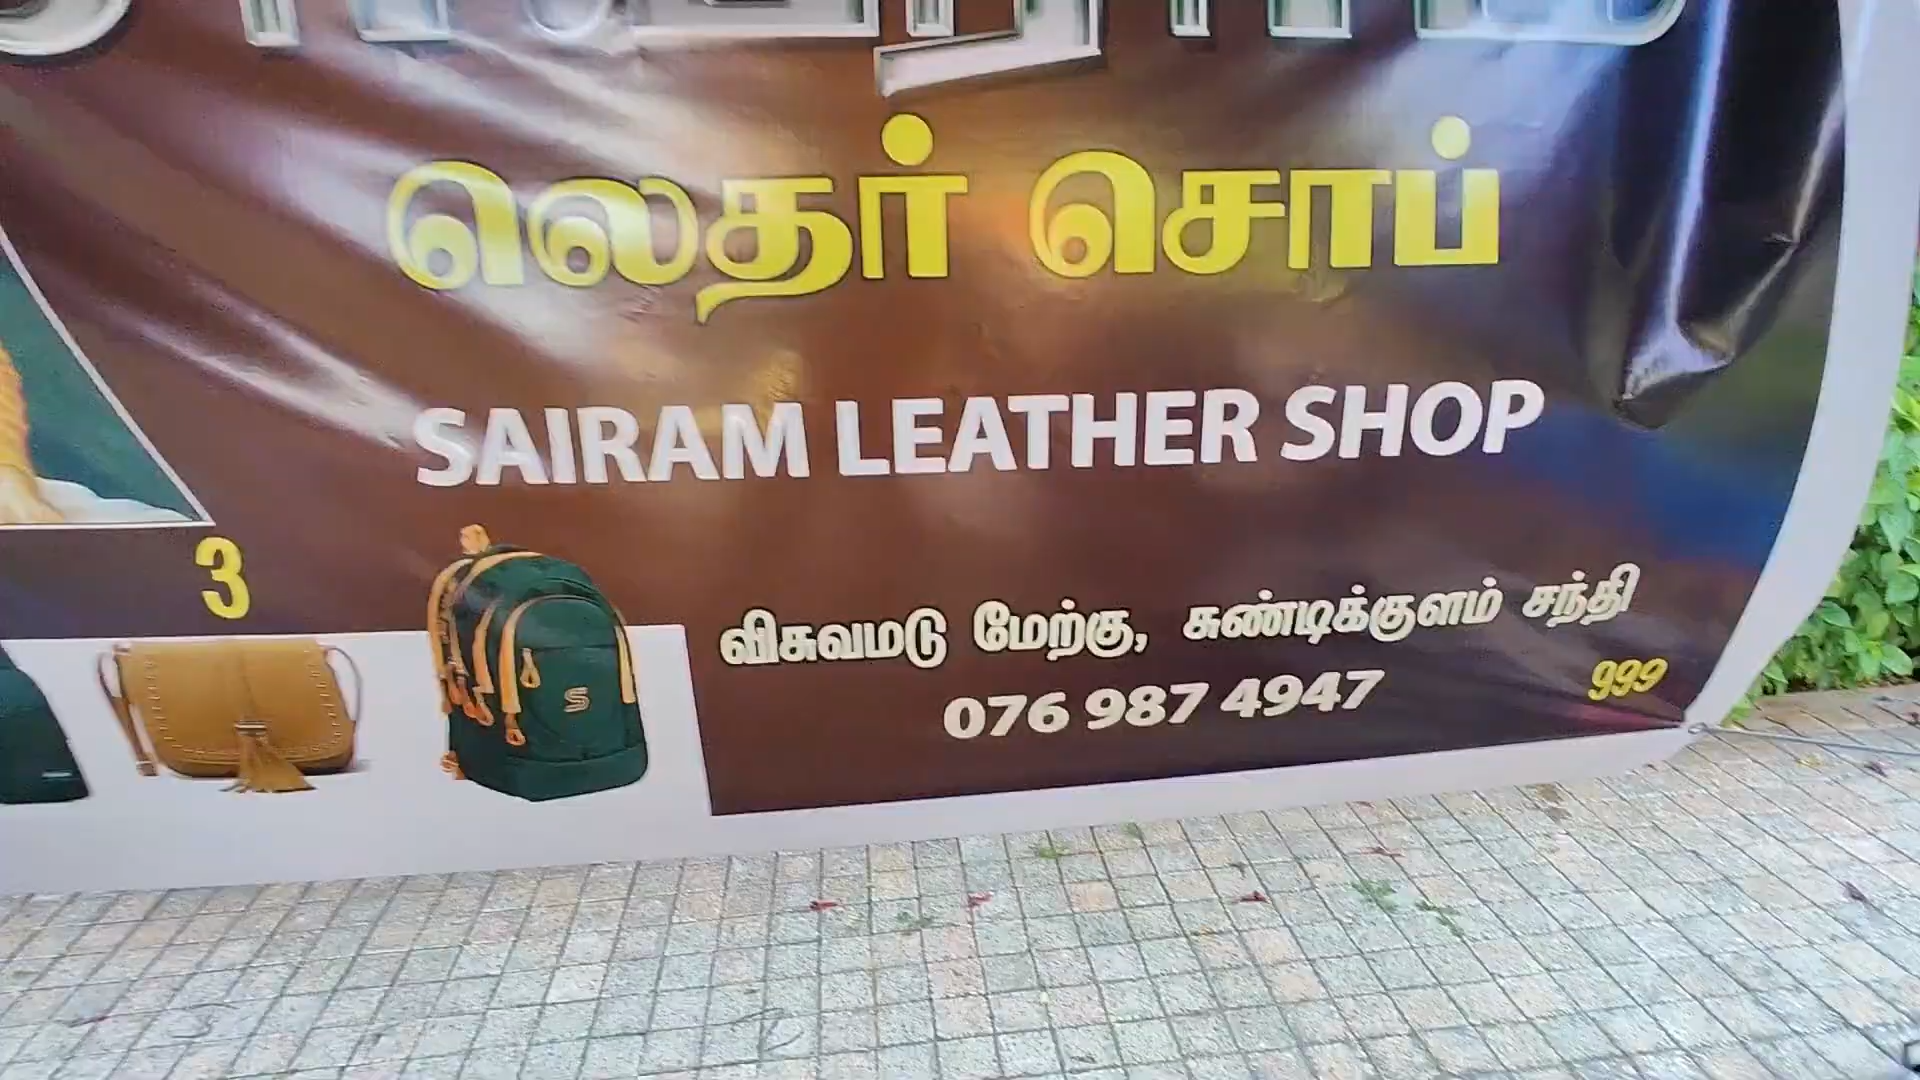 லெதர் சொப்
SAIRAM LEATHER SHOP
3
விசுவமடு மேற்கு, சுண்டிக்குளம் சந்தி
076 987 4947
999
S